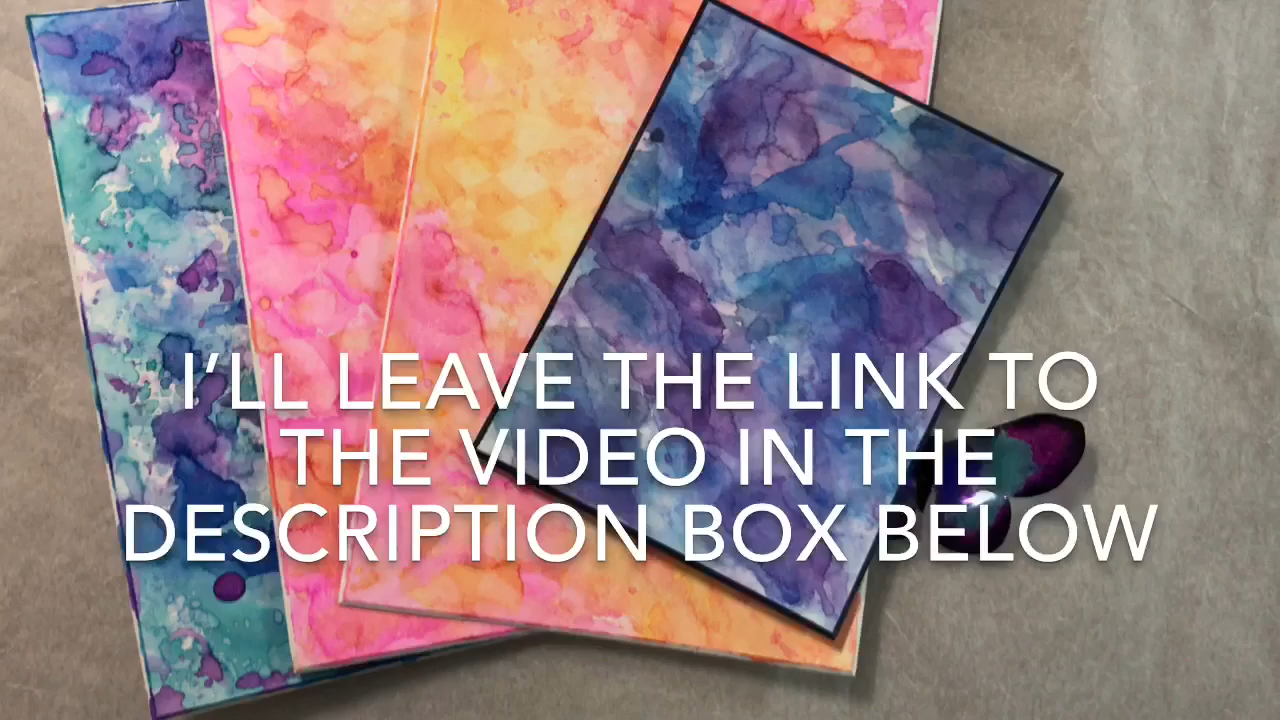 I'LL LEAVE THE LINK TO
THE VIDEO IN THE
DESCRIPTION BOX BELOW